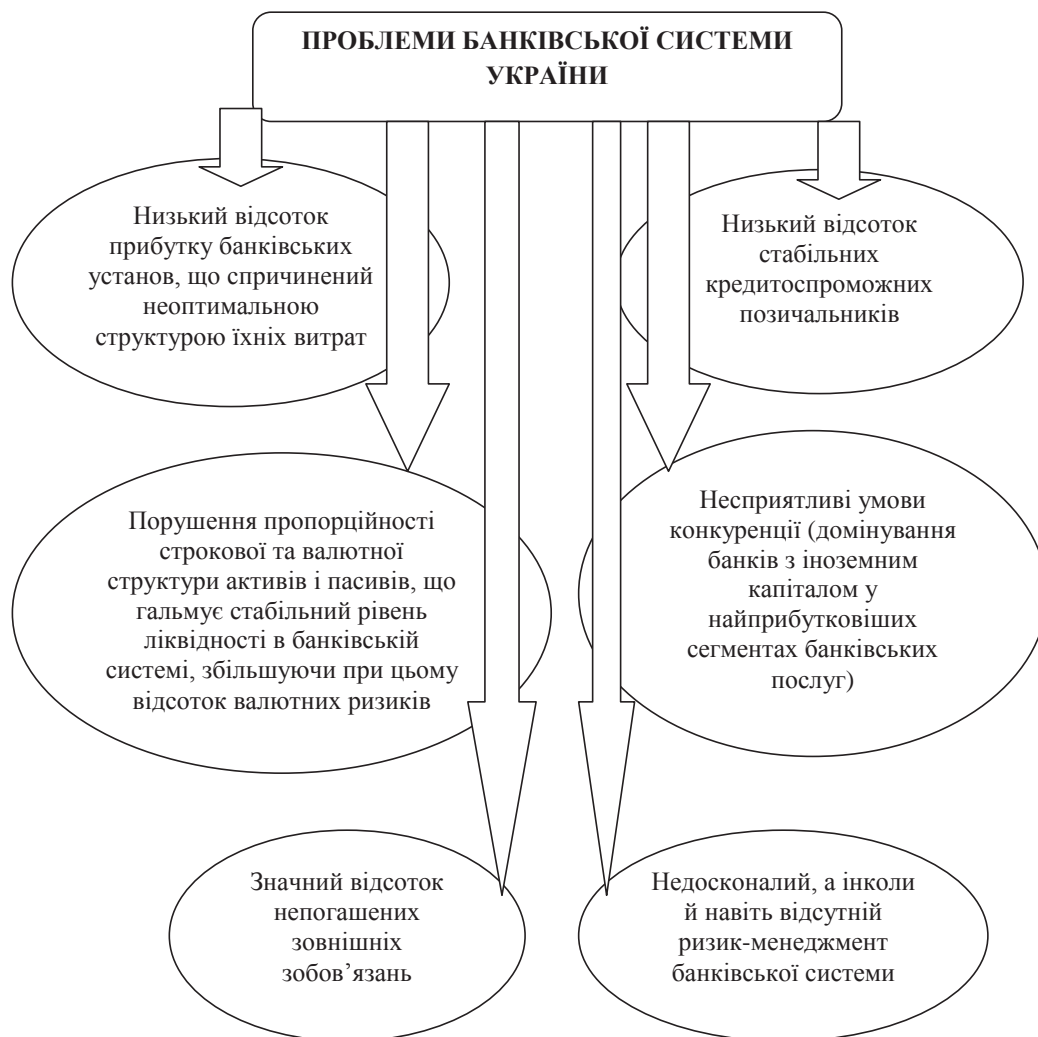 ПРОБЛЕМИ БАНКІВСЬКОЇ СИСТЕМИ
УКРАЇНИ
Низький відсоток
прибутку банківських
установ, що спричинений
неоптимальною
структурою їхніх витрат
Низький відсоток
стабільних
кредитоспроможних
позичальників
Порушення пропорційності
строкової та валютної
структури активів і пасивів, що
гальмує стабільний рівень
ліквідності в банківській
системі, збільшуючи при цьому
відсоток валютних ризиків
Несприятливі умови
конкуренції (домінування
банків з іноземним
капіталом у
найприбутковіших
сегментах банківських
послуг)
Значний відсоток
непогашених
зовнішніх
зобов’язань
Недосконалий, а інколи
й навіть відсутній
ризик-менеджмент
банківської системи